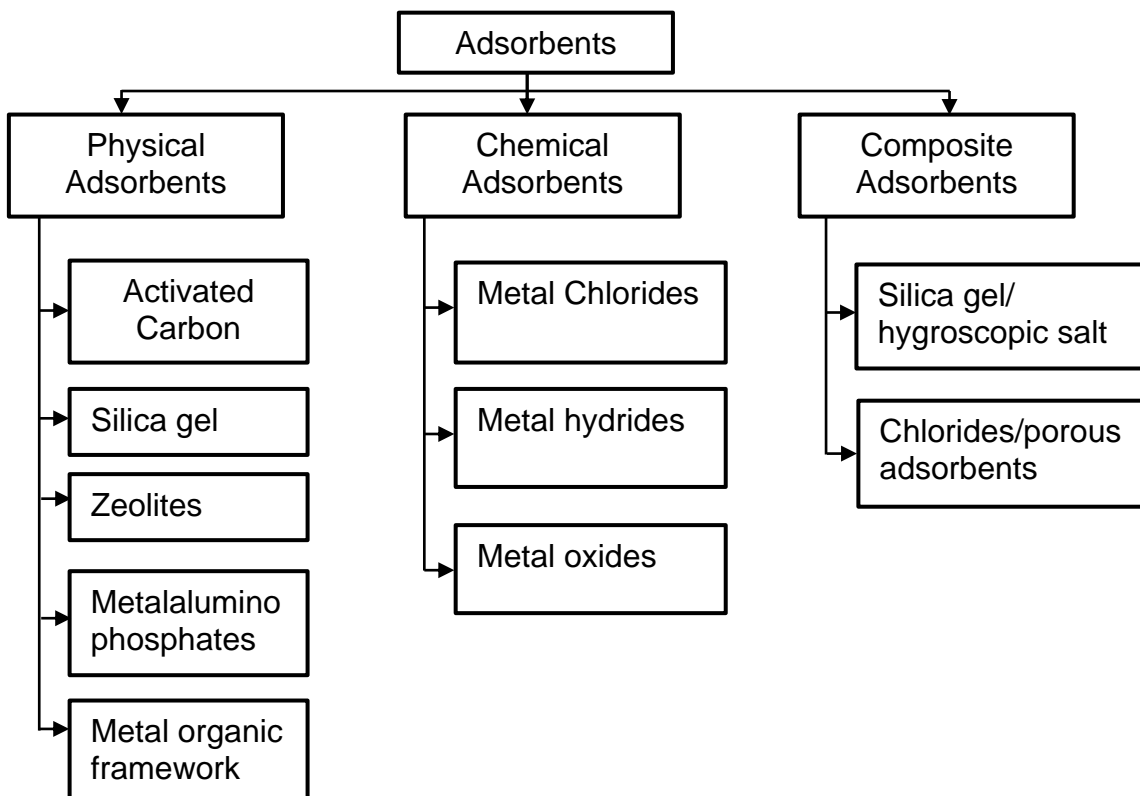 Adsorbents
Physical
Adsorbents
Chemical
Adsorbents
Composite
Adsorbents
Activated
Carbon
Silica gel
Zeolites
Metalalumino
phosphates
Metal organic
framework
Metal Chlorides
Metal hydrides
Metal oxides
Silica gel/
hygroscopic salt
Chlorides/porous
adsorbents